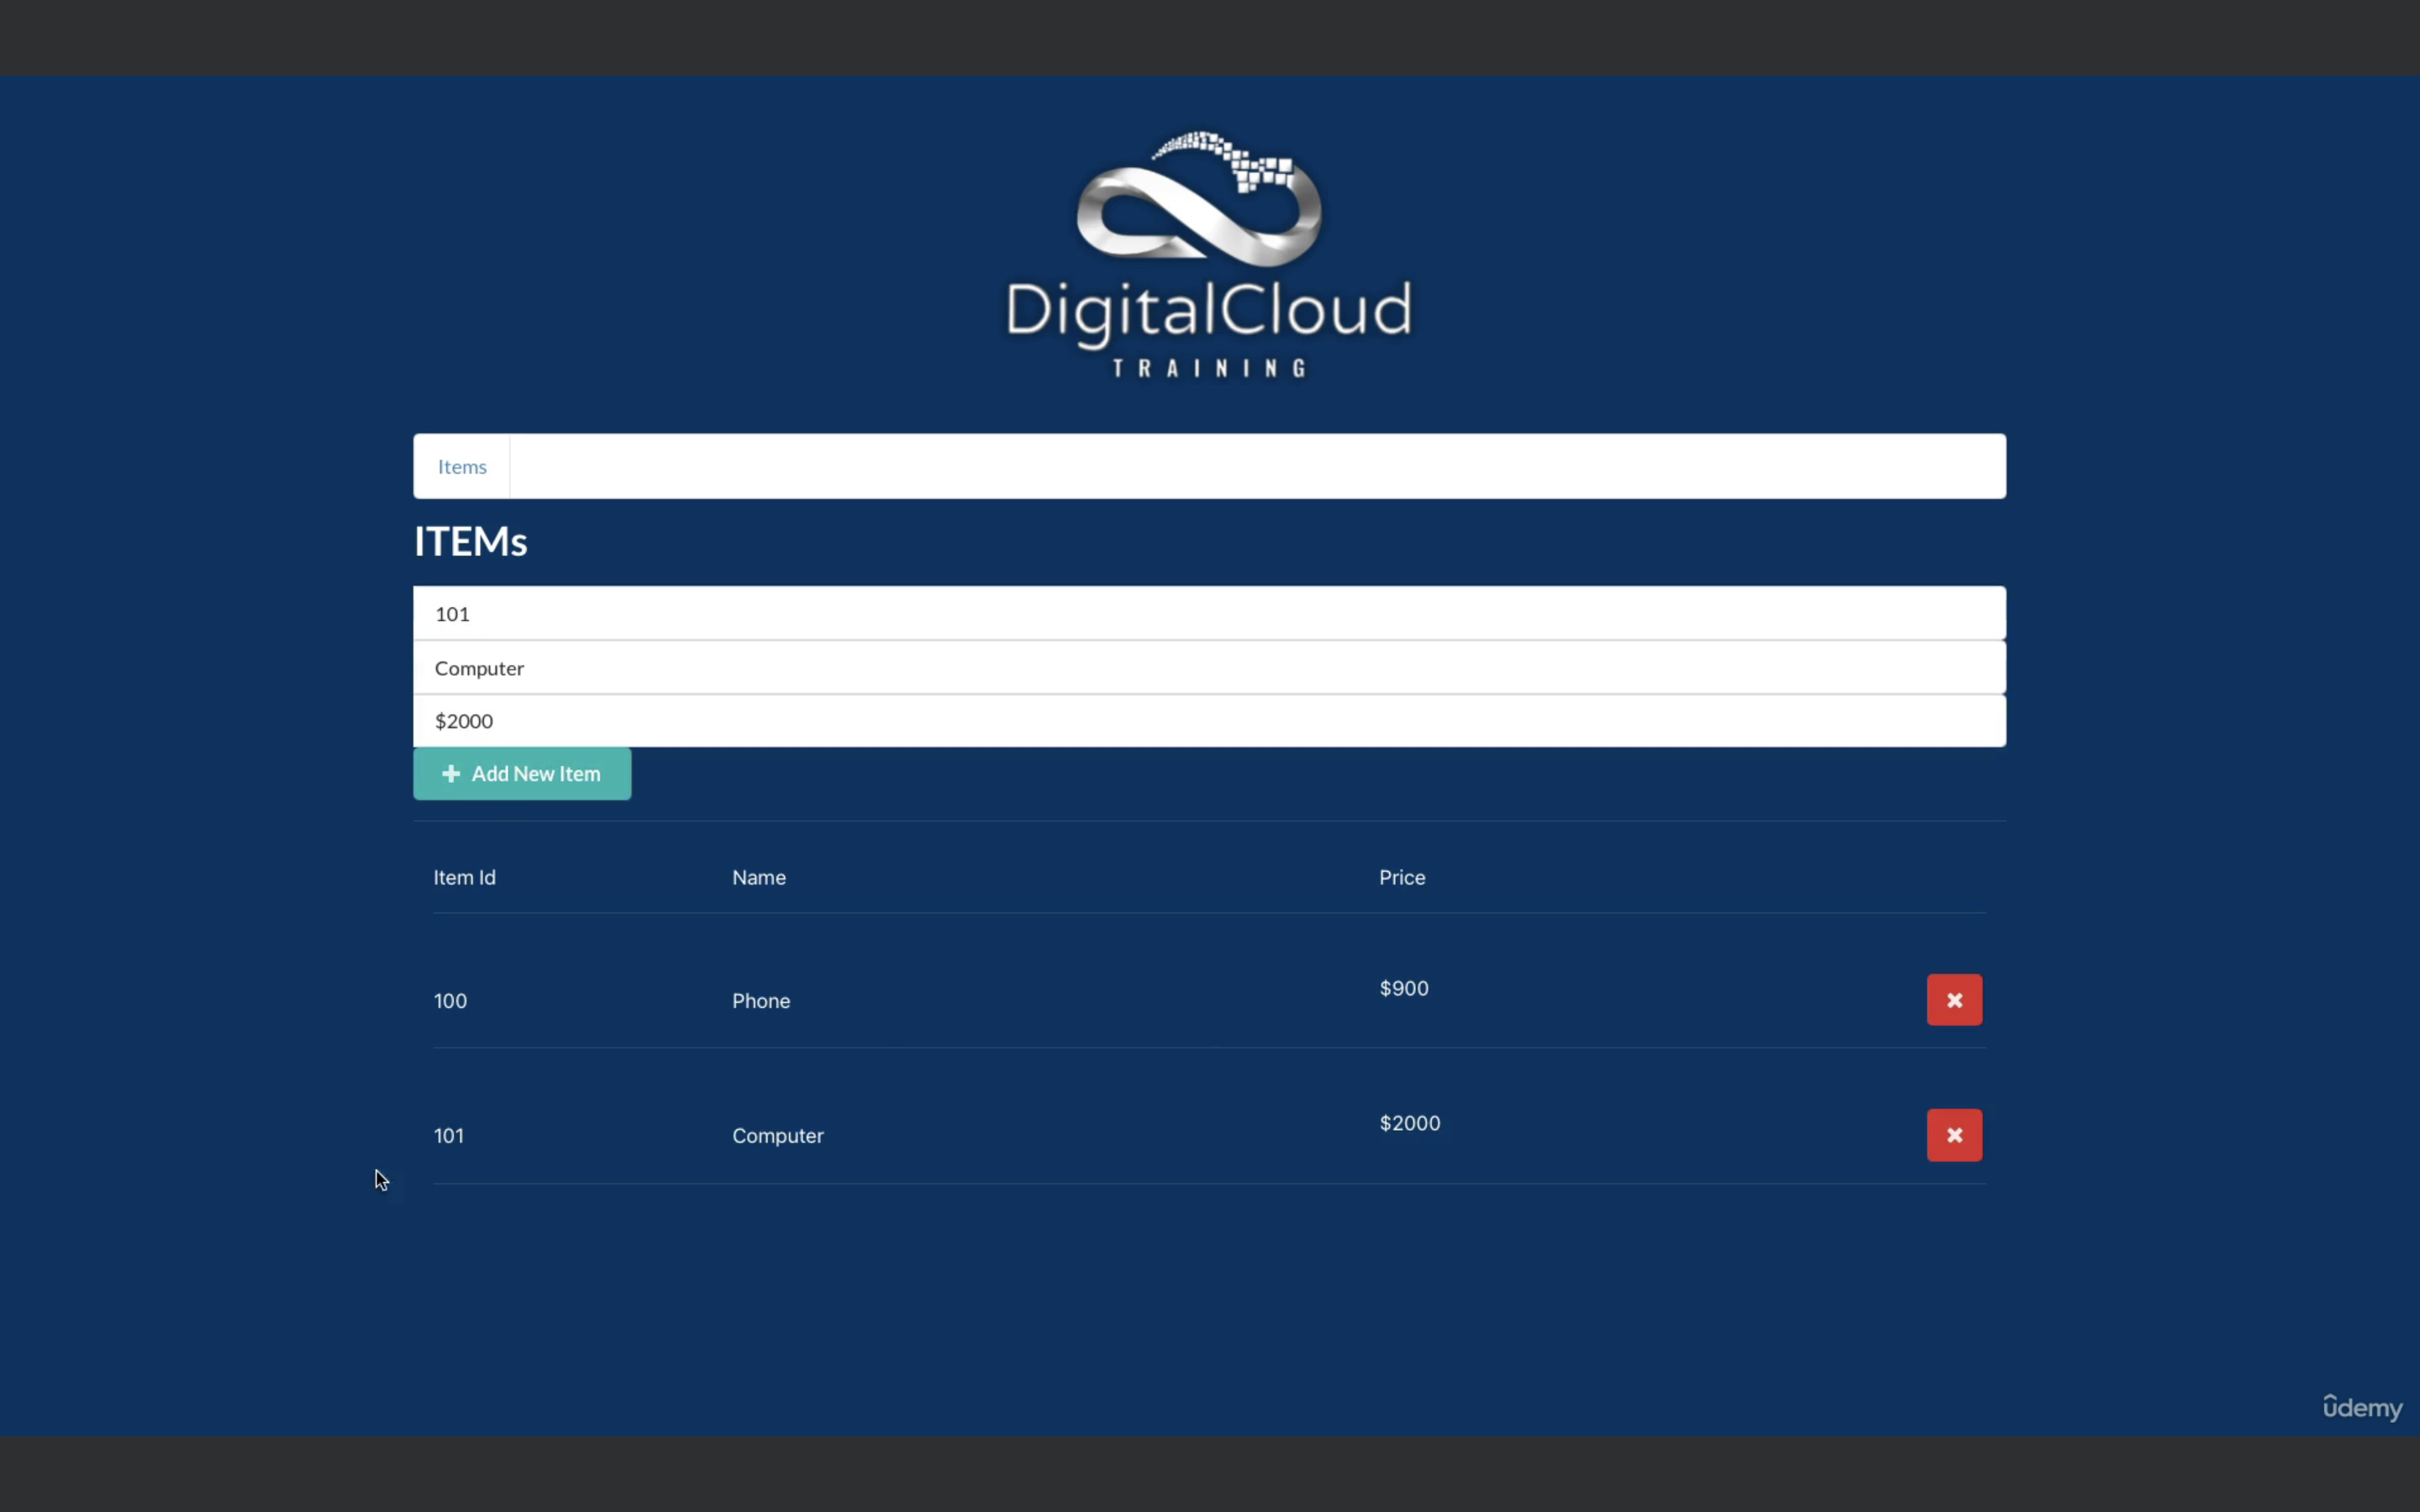 DigitalCloud
TRAINING
Items
ITEMs
101
Computer
$2000
Add New Item
Item Id Name Price
100 Phone $900
101 Computer $2000
ûdemy